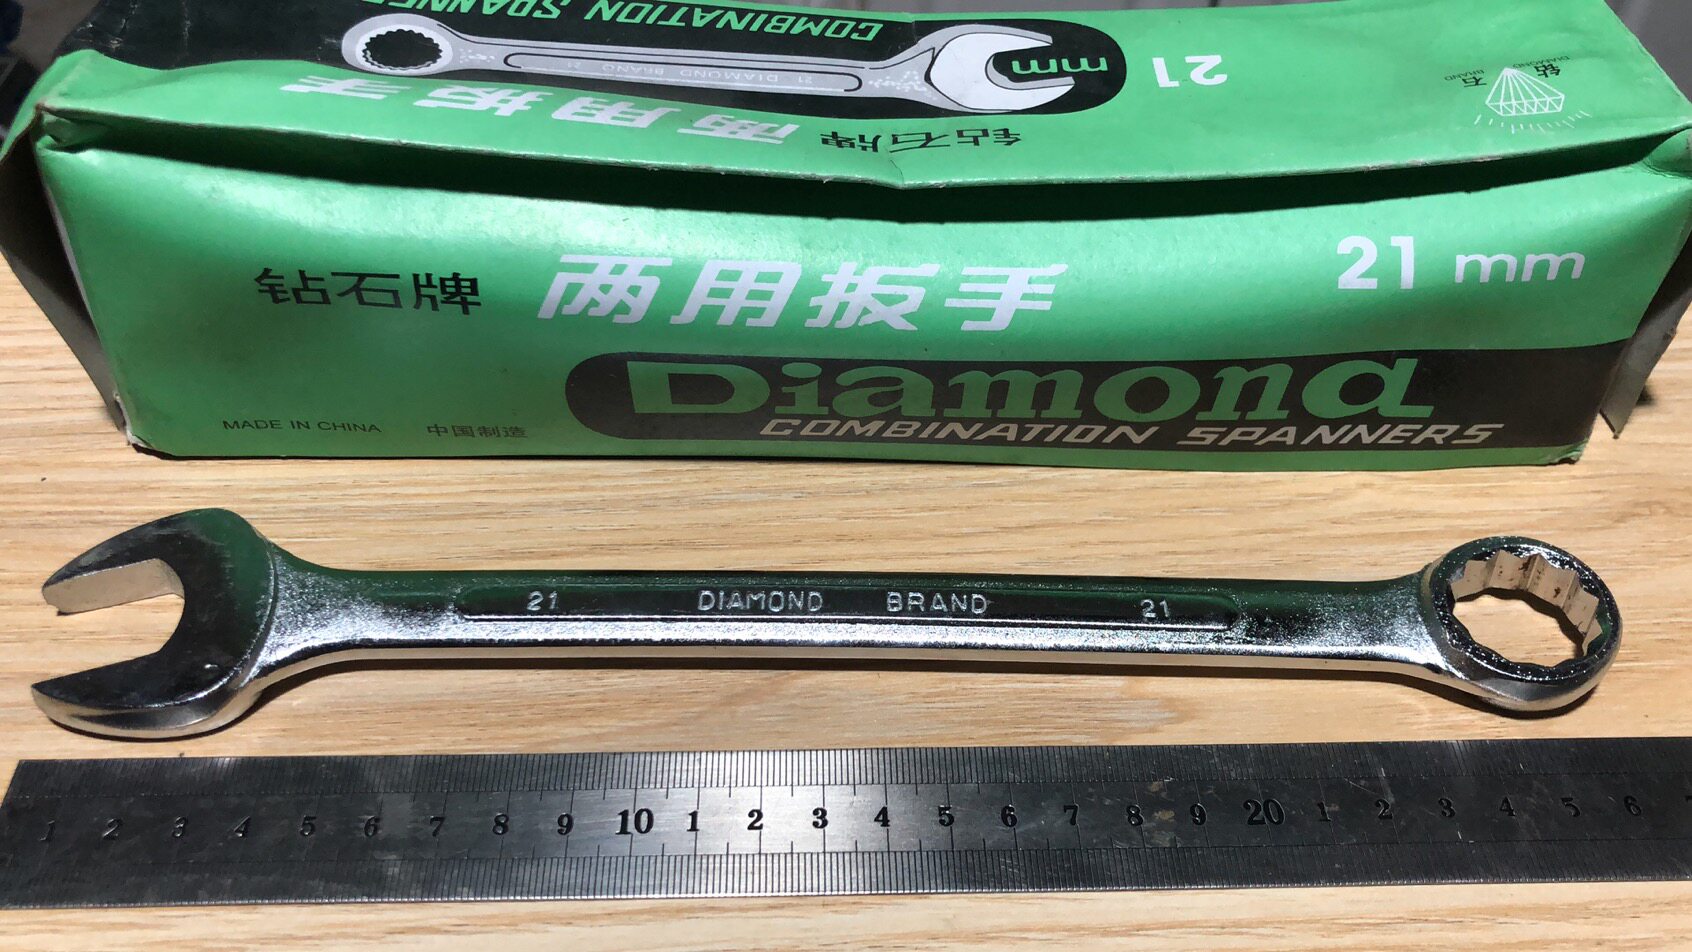 COMBINATION SPANNE
21 DIAMOND BRAND 21
mm
21
钻石
DIAMOND BRAND
两用扳手
钻石牌
钻石牌 两用扳手 21 mm
Diamond
COMBINATION SPANNERS
MADE IN CHINA 中国制造
21 DIAMOND BRAND 21
1 2 3 4 5 6 7 8 9 10 1 2 3 4 5 6 7 8 9 20 1 2 3 4 5 6